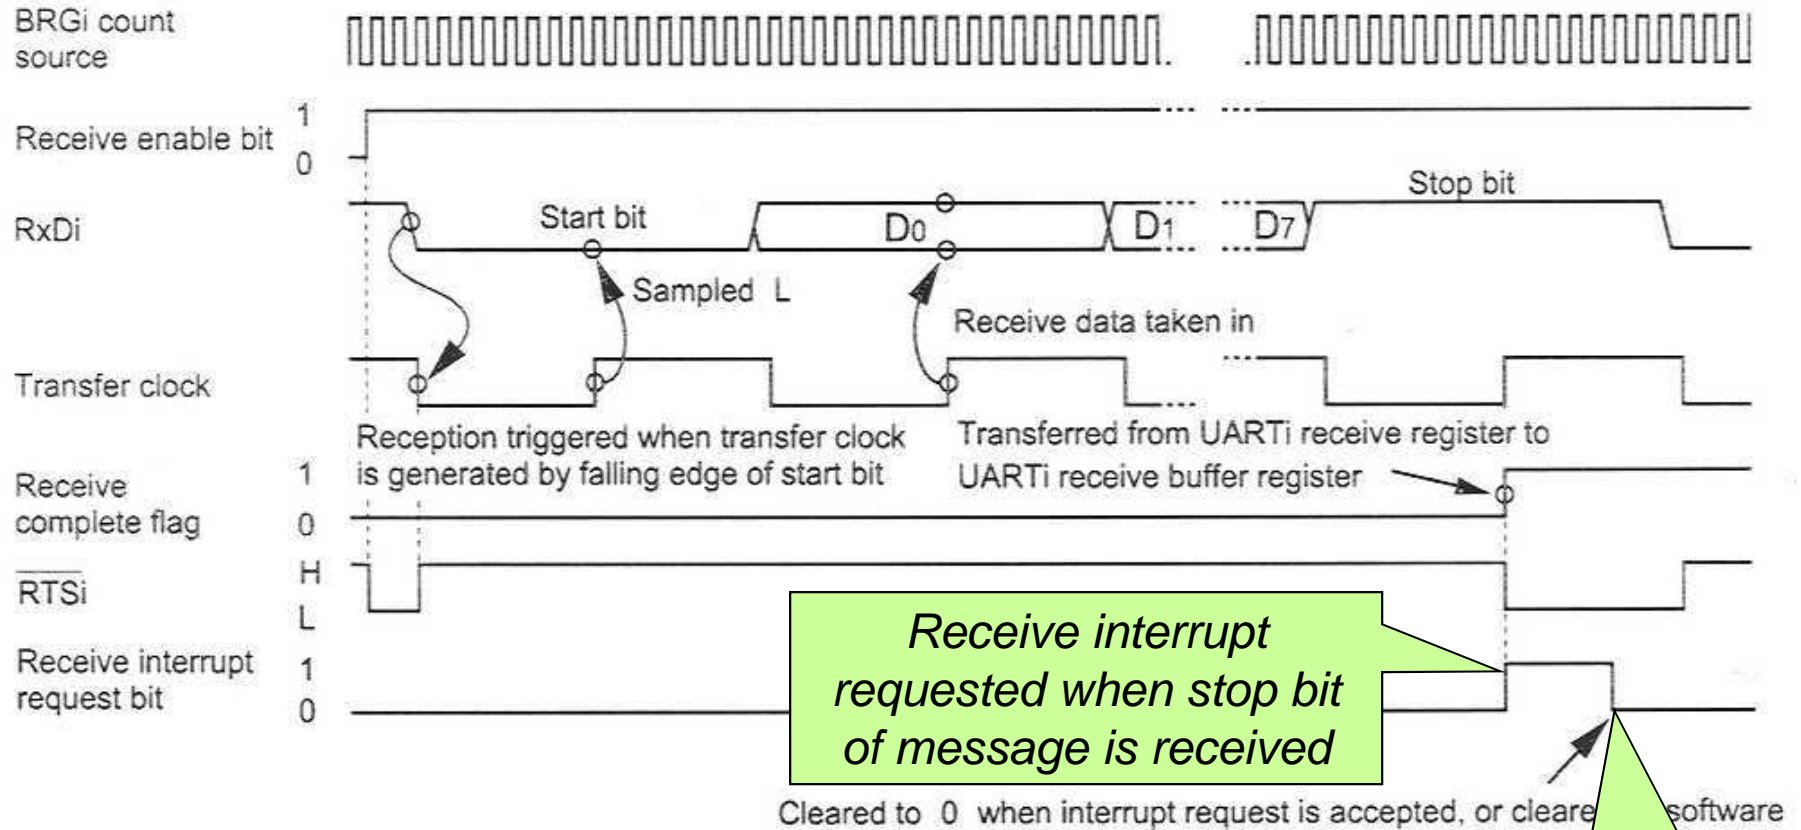 BRGi count
source
Receive enable bit
1
0
RxDi
Start bit
D0
D1
D7
Stop bit
Sampled L
Receive data taken in
Transfer clock
Reception triggered when transfer clock
is generated by falling edge of start bit
Transferred from UARTi receive register to
UARTi receive buffer register
Receive
complete flag
1
0
RTSi
H
L
Receive interrupt
request bit
1
0
Receive interrupt
requested when stop bit
of message is received
Cleared to 0 when interrupt request is accepted, or software